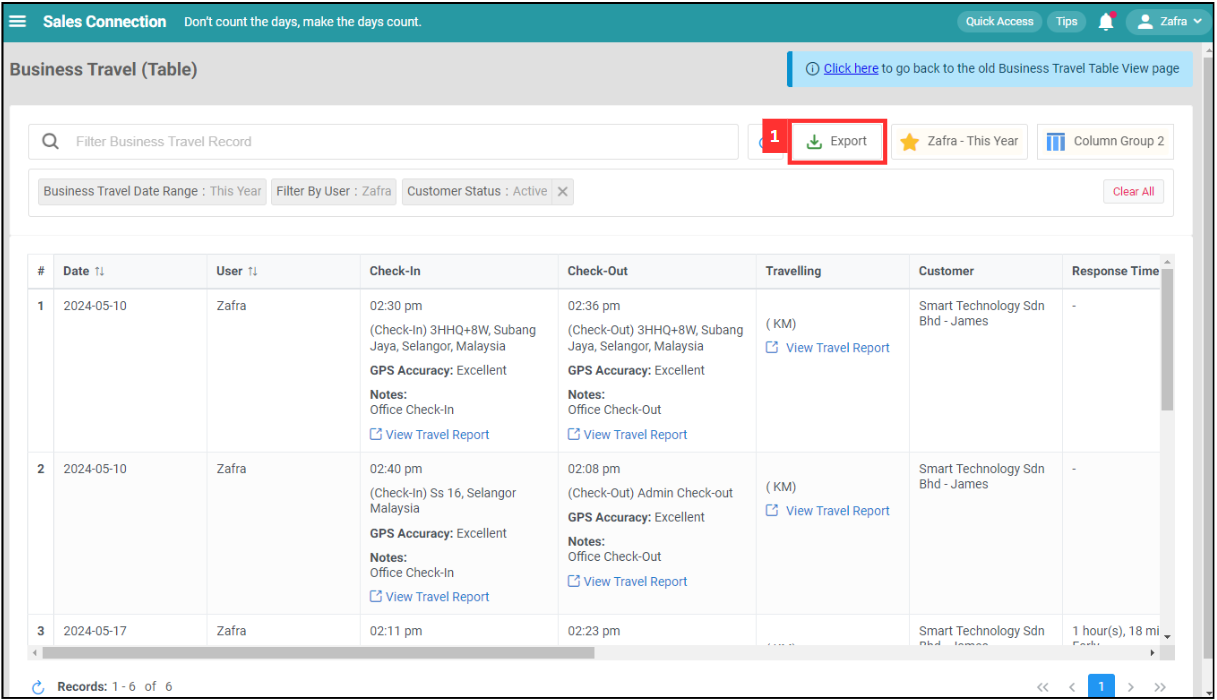 Sales Connection Don't count the days, make the days count. Quick Access Tips Zafra
Business Travel (Table)
Click here to go back to the old Business Travel Table View page
Filter Business Travel Record
1
Export
Zafra - This Year
Column Group 2
Business Travel Date Range : This Year Filter By User : Zafra Customer Status : Active
Clear All
# Date User Check-In Check-Out Travelling Customer Response Time
1 2024-05-10 Zafra
02:30 pm
(Check-In) 3HHQ+8W, Subang
Jaya, Selangor, Malaysia
GPS Accuracy: Excellent
Notes:
Office Check-In
View Travel Report
02:36 pm
(Check-Out) 3HHQ+8W, Subang
Jaya, Selangor, Malaysia
GPS Accuracy: Excellent
Notes:
Office Check-Out
View Travel Report
( KM)
View Travel Report
Smart Technology Sdn
Bhd - James
-
2 2024-05-10 Zafra
02:40 pm
(Check-In) Ss 16, Selangor
Malaysia
GPS Accuracy: Excellent
Notes:
Office Check-In
View Travel Report
02:08 pm
(Check-Out) Admin Check-out
GPS Accuracy: Excellent
Notes:
Office Check-Out
View Travel Report
( KM)
View Travel Report
Smart Technology Sdn
Bhd - James
-
3 2024-05-17 Zafra
02:11 pm
02:23 pm
Smart Technology Sdn
1 hour(s), 18 mi
Records: 1 - 6 of 6
1